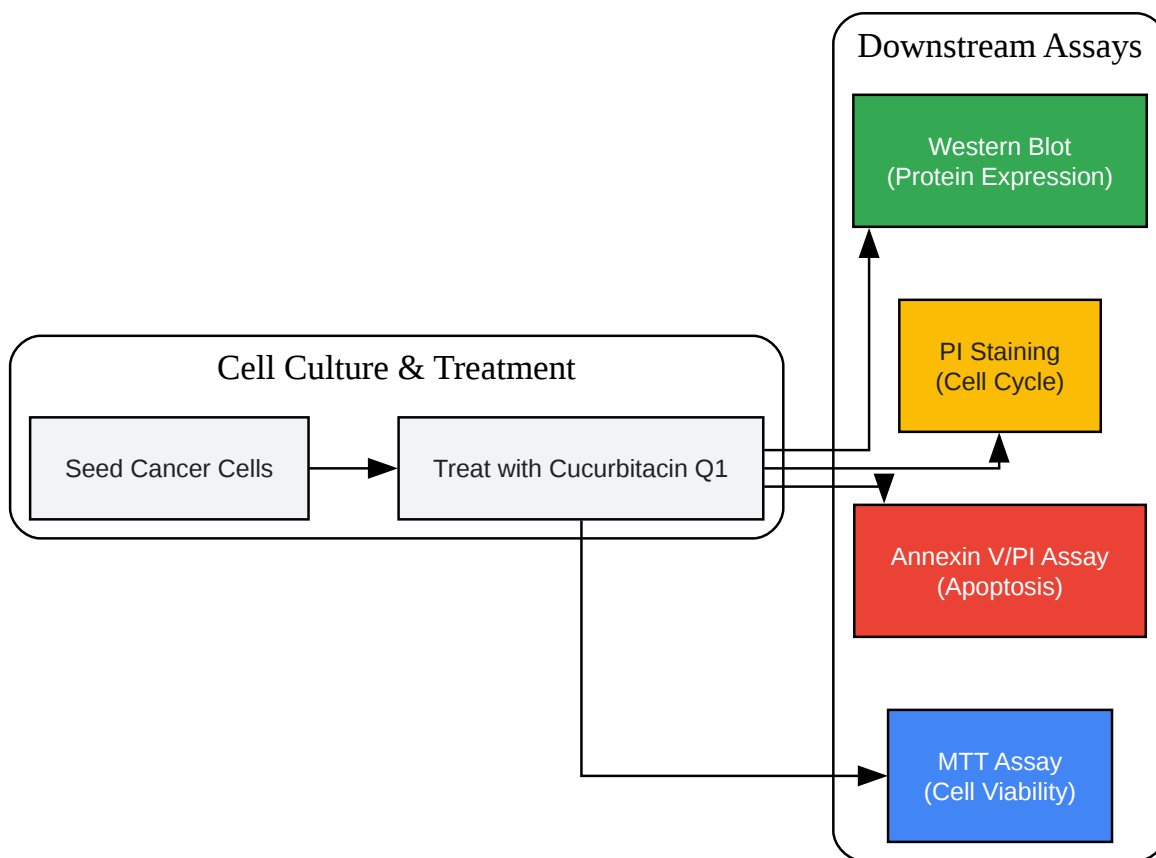 Downstream Assays
Western Blot
(Protein Expression)
PI Staining
(Cell Cycle)
Cell Culture & Treatment
Seed Cancer Cells
Treat with Cucurbitacin Q1
Annexin V/PI Assay
(Apoptosis)
MTT Assay
(Cell Viability)